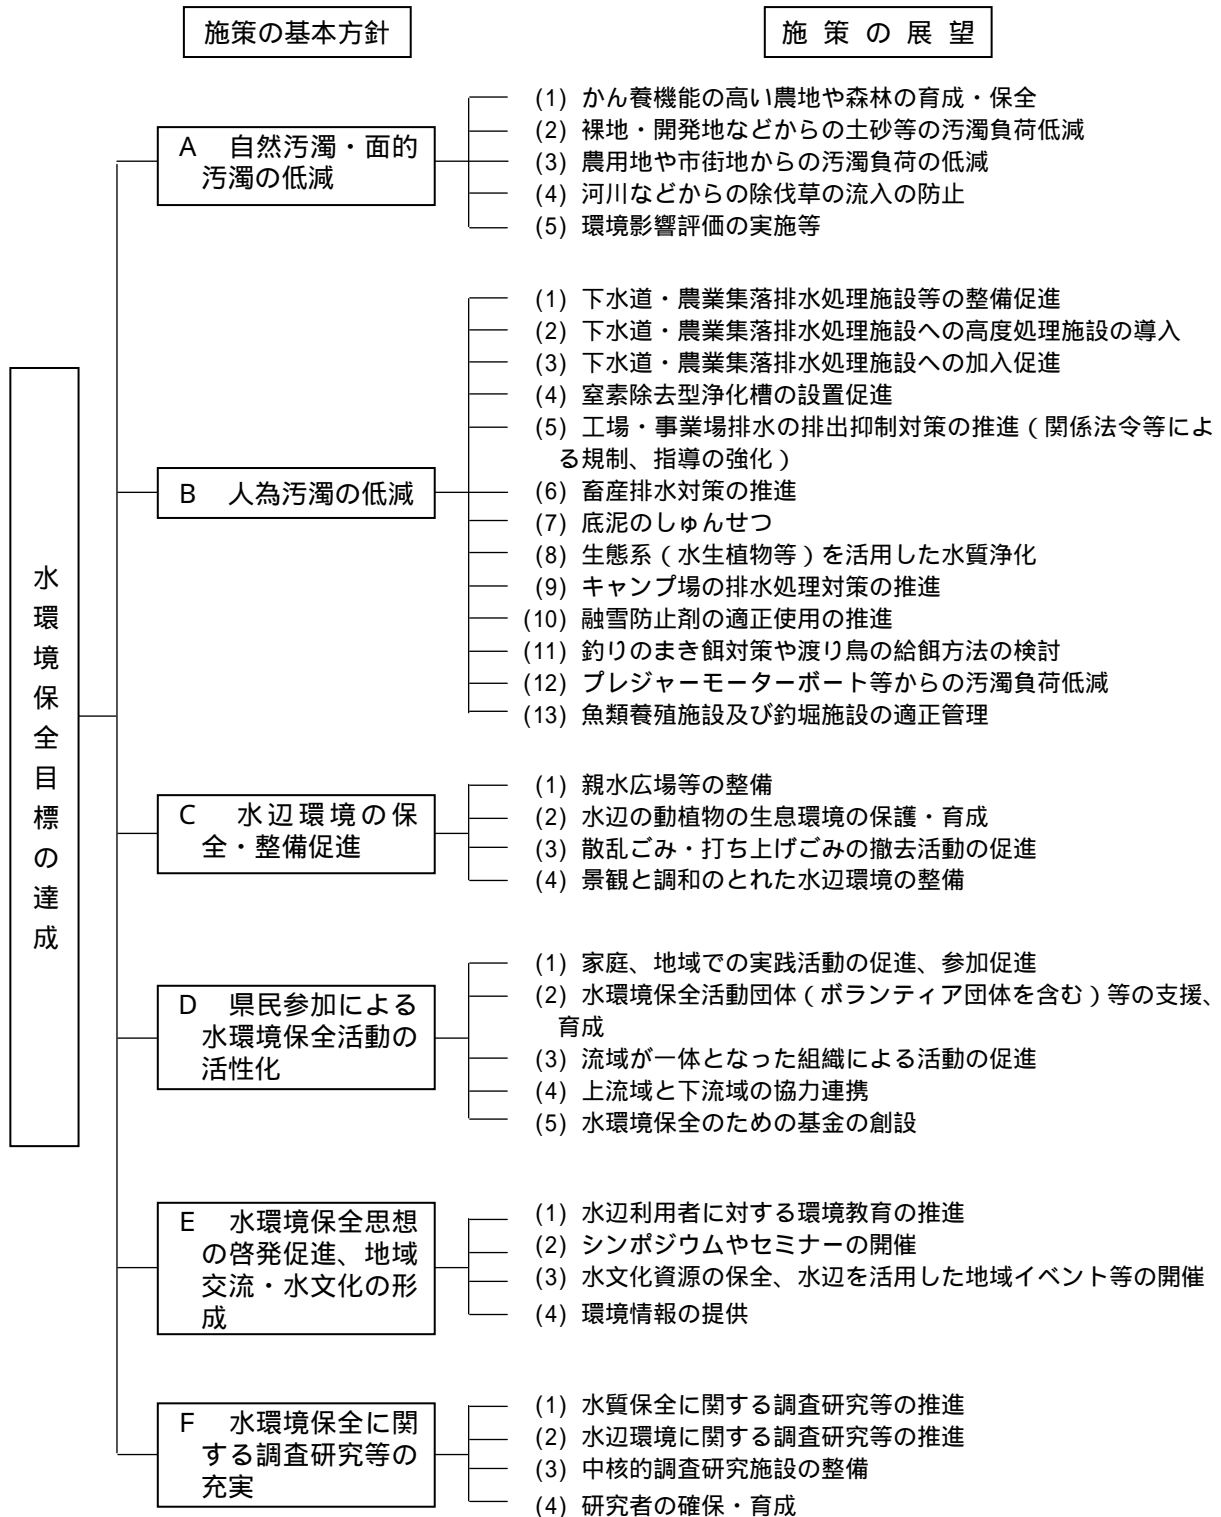 施策の基本方針
施策の展望
水環境保全目標の達成
A 自然汚濁・面的
汚濁の低減
(1) かん養機能の高い農地や森林の育成・保全
(2) 裸地・開発地などからの土砂等の汚濁負荷低減
(3) 農用地や市街地からの汚濁負荷の低減
(4) 河川などからの除伐草の流入の防止
(5) 環境影響評価の実施等
B 人為汚濁の低減
(1) 下水道・農業集落排水処理施設等の整備促進
(2) 下水道・農業集落排水処理施設への高度処理施設の導入
(3) 下水道・農業集落排水処理施設への加入促進
(4) 窒素除去型浄化槽の設置促進
(5) 工場・事業場排水の排出抑制対策の推進(関係法令等によ
る規制、指導の強化)
(6) 畜産排水対策の推進
(7) 底泥のしゅんせつ
(8) 生態系(水生植物等)を活用した水質浄化
(9) キャンプ場の排水処理対策の推進
(10) 融雪防止剤の適正使用の推進
(11) 釣りのまき餌対策や渡り鳥の給餌方法の検討
(12) プレジャーモーターボート等からの汚濁負荷低減
(13) 魚類養殖施設及び釣堀施設の適正管理
C 水辺環境の保
全・整備促進
(1) 親水広場等の整備
(2) 水辺の動植物の生息環境の保護・育成
(3) 散乱ごみ・打ち上げごみの撤去活動の促進
(4) 景観と調和のとれた水辺環境の整備
D 県民参加による
水環境保全活動の
活性化
(1) 家庭、地域での実践活動の促進、参加促進
(2) 水環境保全活動団体(ボランティア団体を含む)等の支援、
育成
(3) 流域が一体となった組織による活動の促進
(4) 上流域と下流域の協力連携
(5) 水環境保全のための基金の創設
E 水環境保全思想
の啓発促進、地域
交流・水文化の形
成
(1) 水辺利用者に対する環境教育の推進
(2) シンポジウムやセミナーの開催
(3) 水文化資源の保全、水辺を活用した地域イベント等の開催
(4) 環境情報の提供
F 水環境保全に関
する調査研究等の
充実
(1) 水質保全に関する調査研究等の推進
(2) 水辺環境に関する調査研究等の推進
(3) 中核的調査研究施設の整備
(4) 研究者の確保・育成